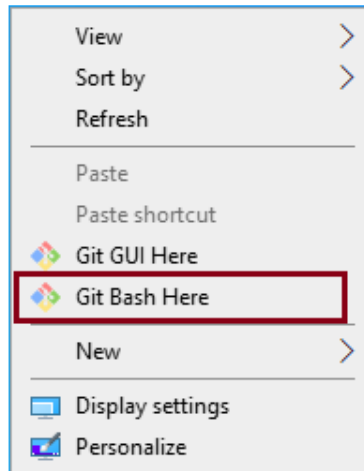 View
Sort by
Refresh
Paste
Paste shortcut
Git GUI Here
Git Bash Here
New
Display settings
Personalize